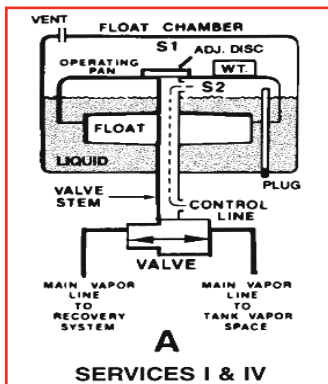 VENT
FLOAT CHAMBER
S1
ADJ. DISC
OPERATING
PAN
WT.
S2
FLOAT
LIQUID
PLUG
VALVE
STEM
CONTROL
LINE
VALVE
MAIN VAPOR
LINE
TO
RECOVERY
SYSTEM
MAIN VAPOR
LINE TO
TANK VAPOR
SPACE
A
SERVICES I & IV